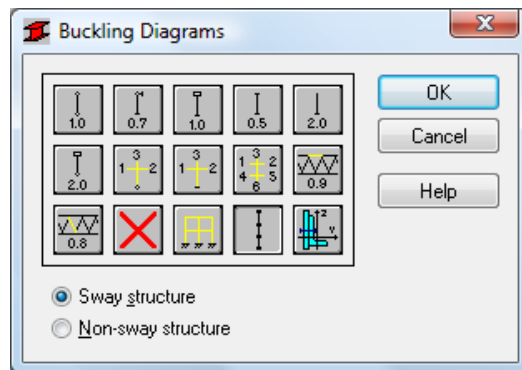 Buckling Diagrams
1.0 0.7 1.0 0.5 2.0
2.0 3 1 2 3 1 2 3 1 2 4 5 6 0.9
0.8 2 v
OK
Cancel
Help
Sway structure
Non-sway structure